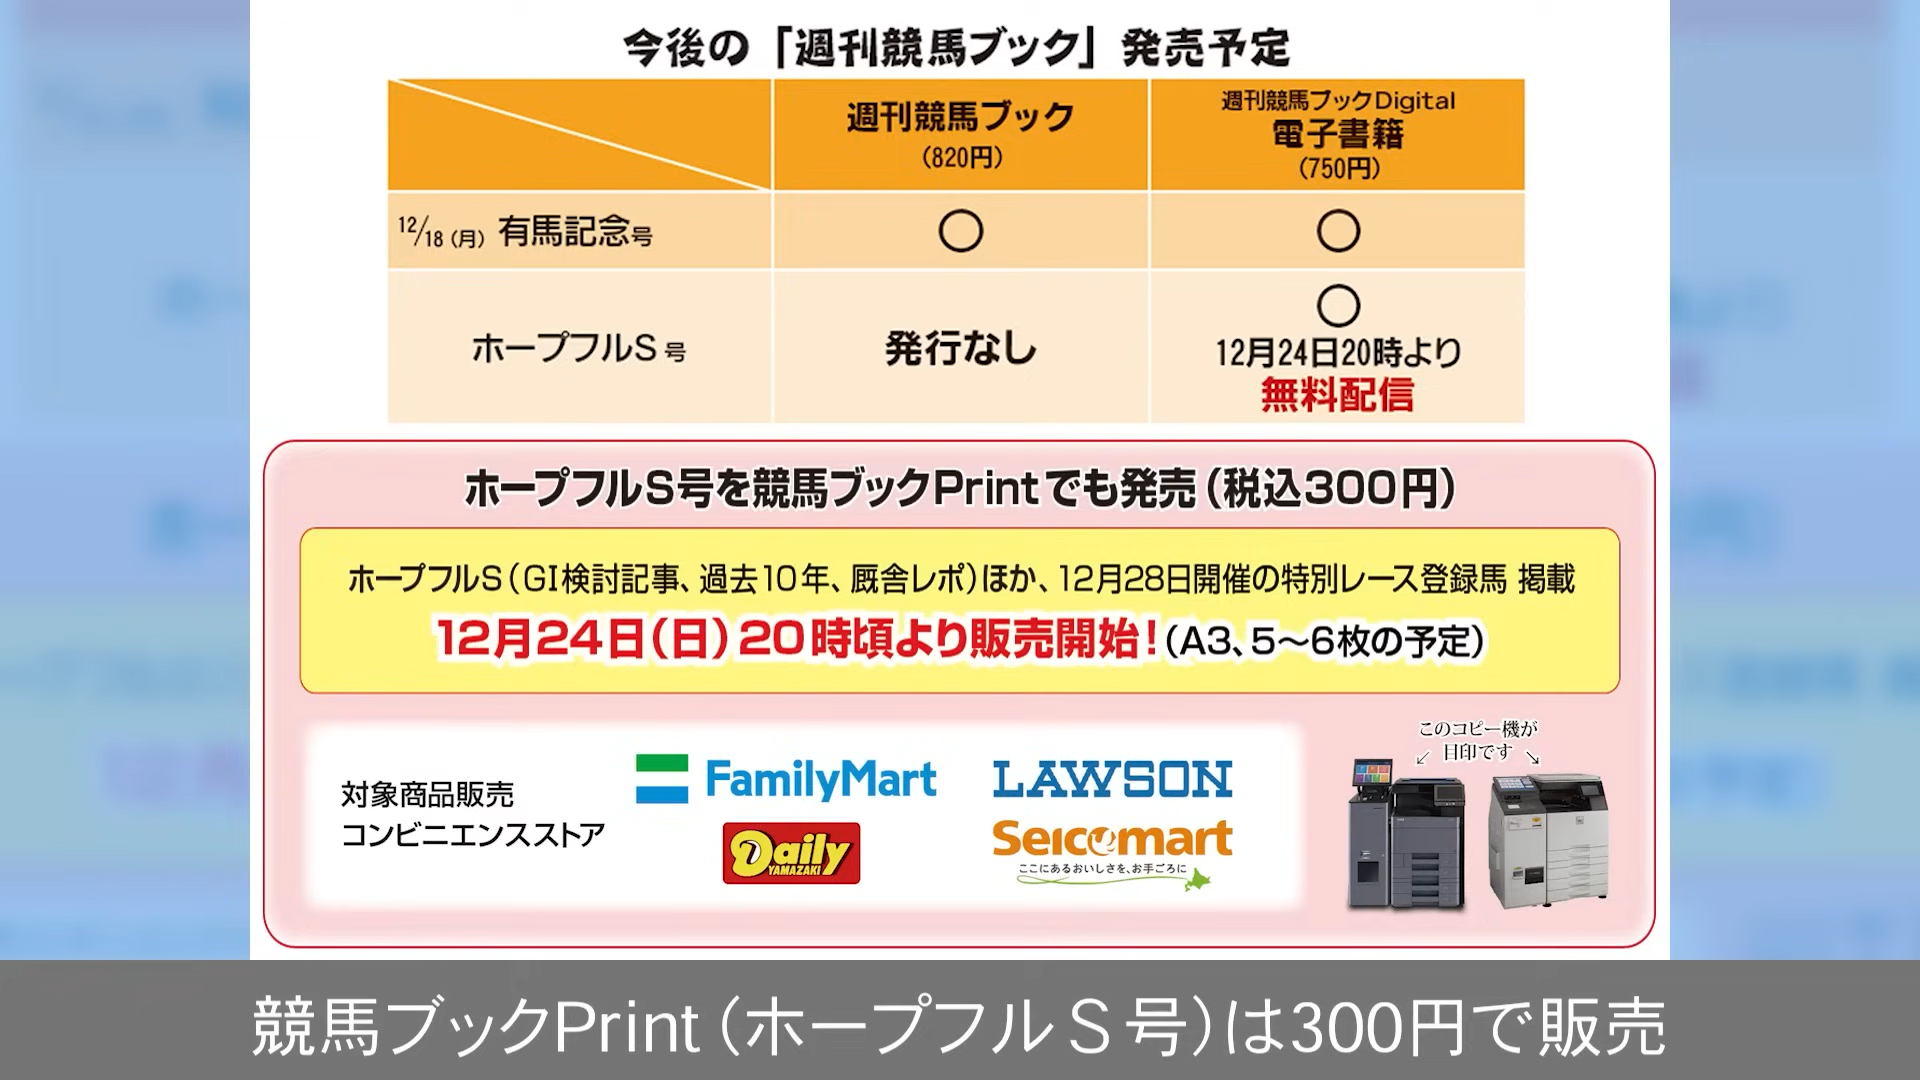 今後の「週刊競馬ブック」発売予定
週刊競馬ブック
(820円)
週刊競馬ブックDigital
電子書籍
(750円)
12/18(月) 有馬記念号
○
○
ホープフルS号
発行なし
○
12月24日20時より
無料配信
ホープフルS号を競馬ブックPrintでも発売(税込300円)
ホープフルS(GI検討記事、過去10年、厩舎レポ)ほか、12月28日開催の特別レース登録馬 掲載
12月24日(日)20時頃より販売開始!(A3、5〜6枚の予定)
対象商品販売
コンビニエンスストア
FamilyMart
LAWSON
Daily
YAMAZAKI
Seicomart
ここにあるおいしさを、お手ごろに
このコピー機が
↙ 目印です ↘
競馬ブックPrint(ホープフルS号)は300円で販売